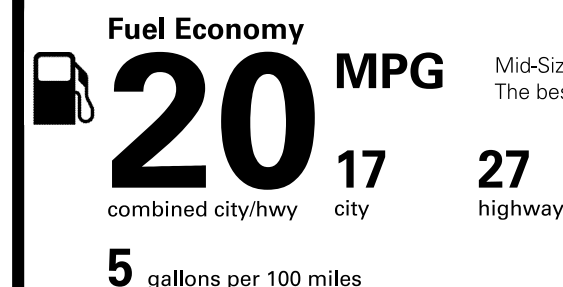 Fuel Economy
20 MPG
Mid-Siz
The bes
17 27
combined city/hwy city highway
5 gallons per 100 miles